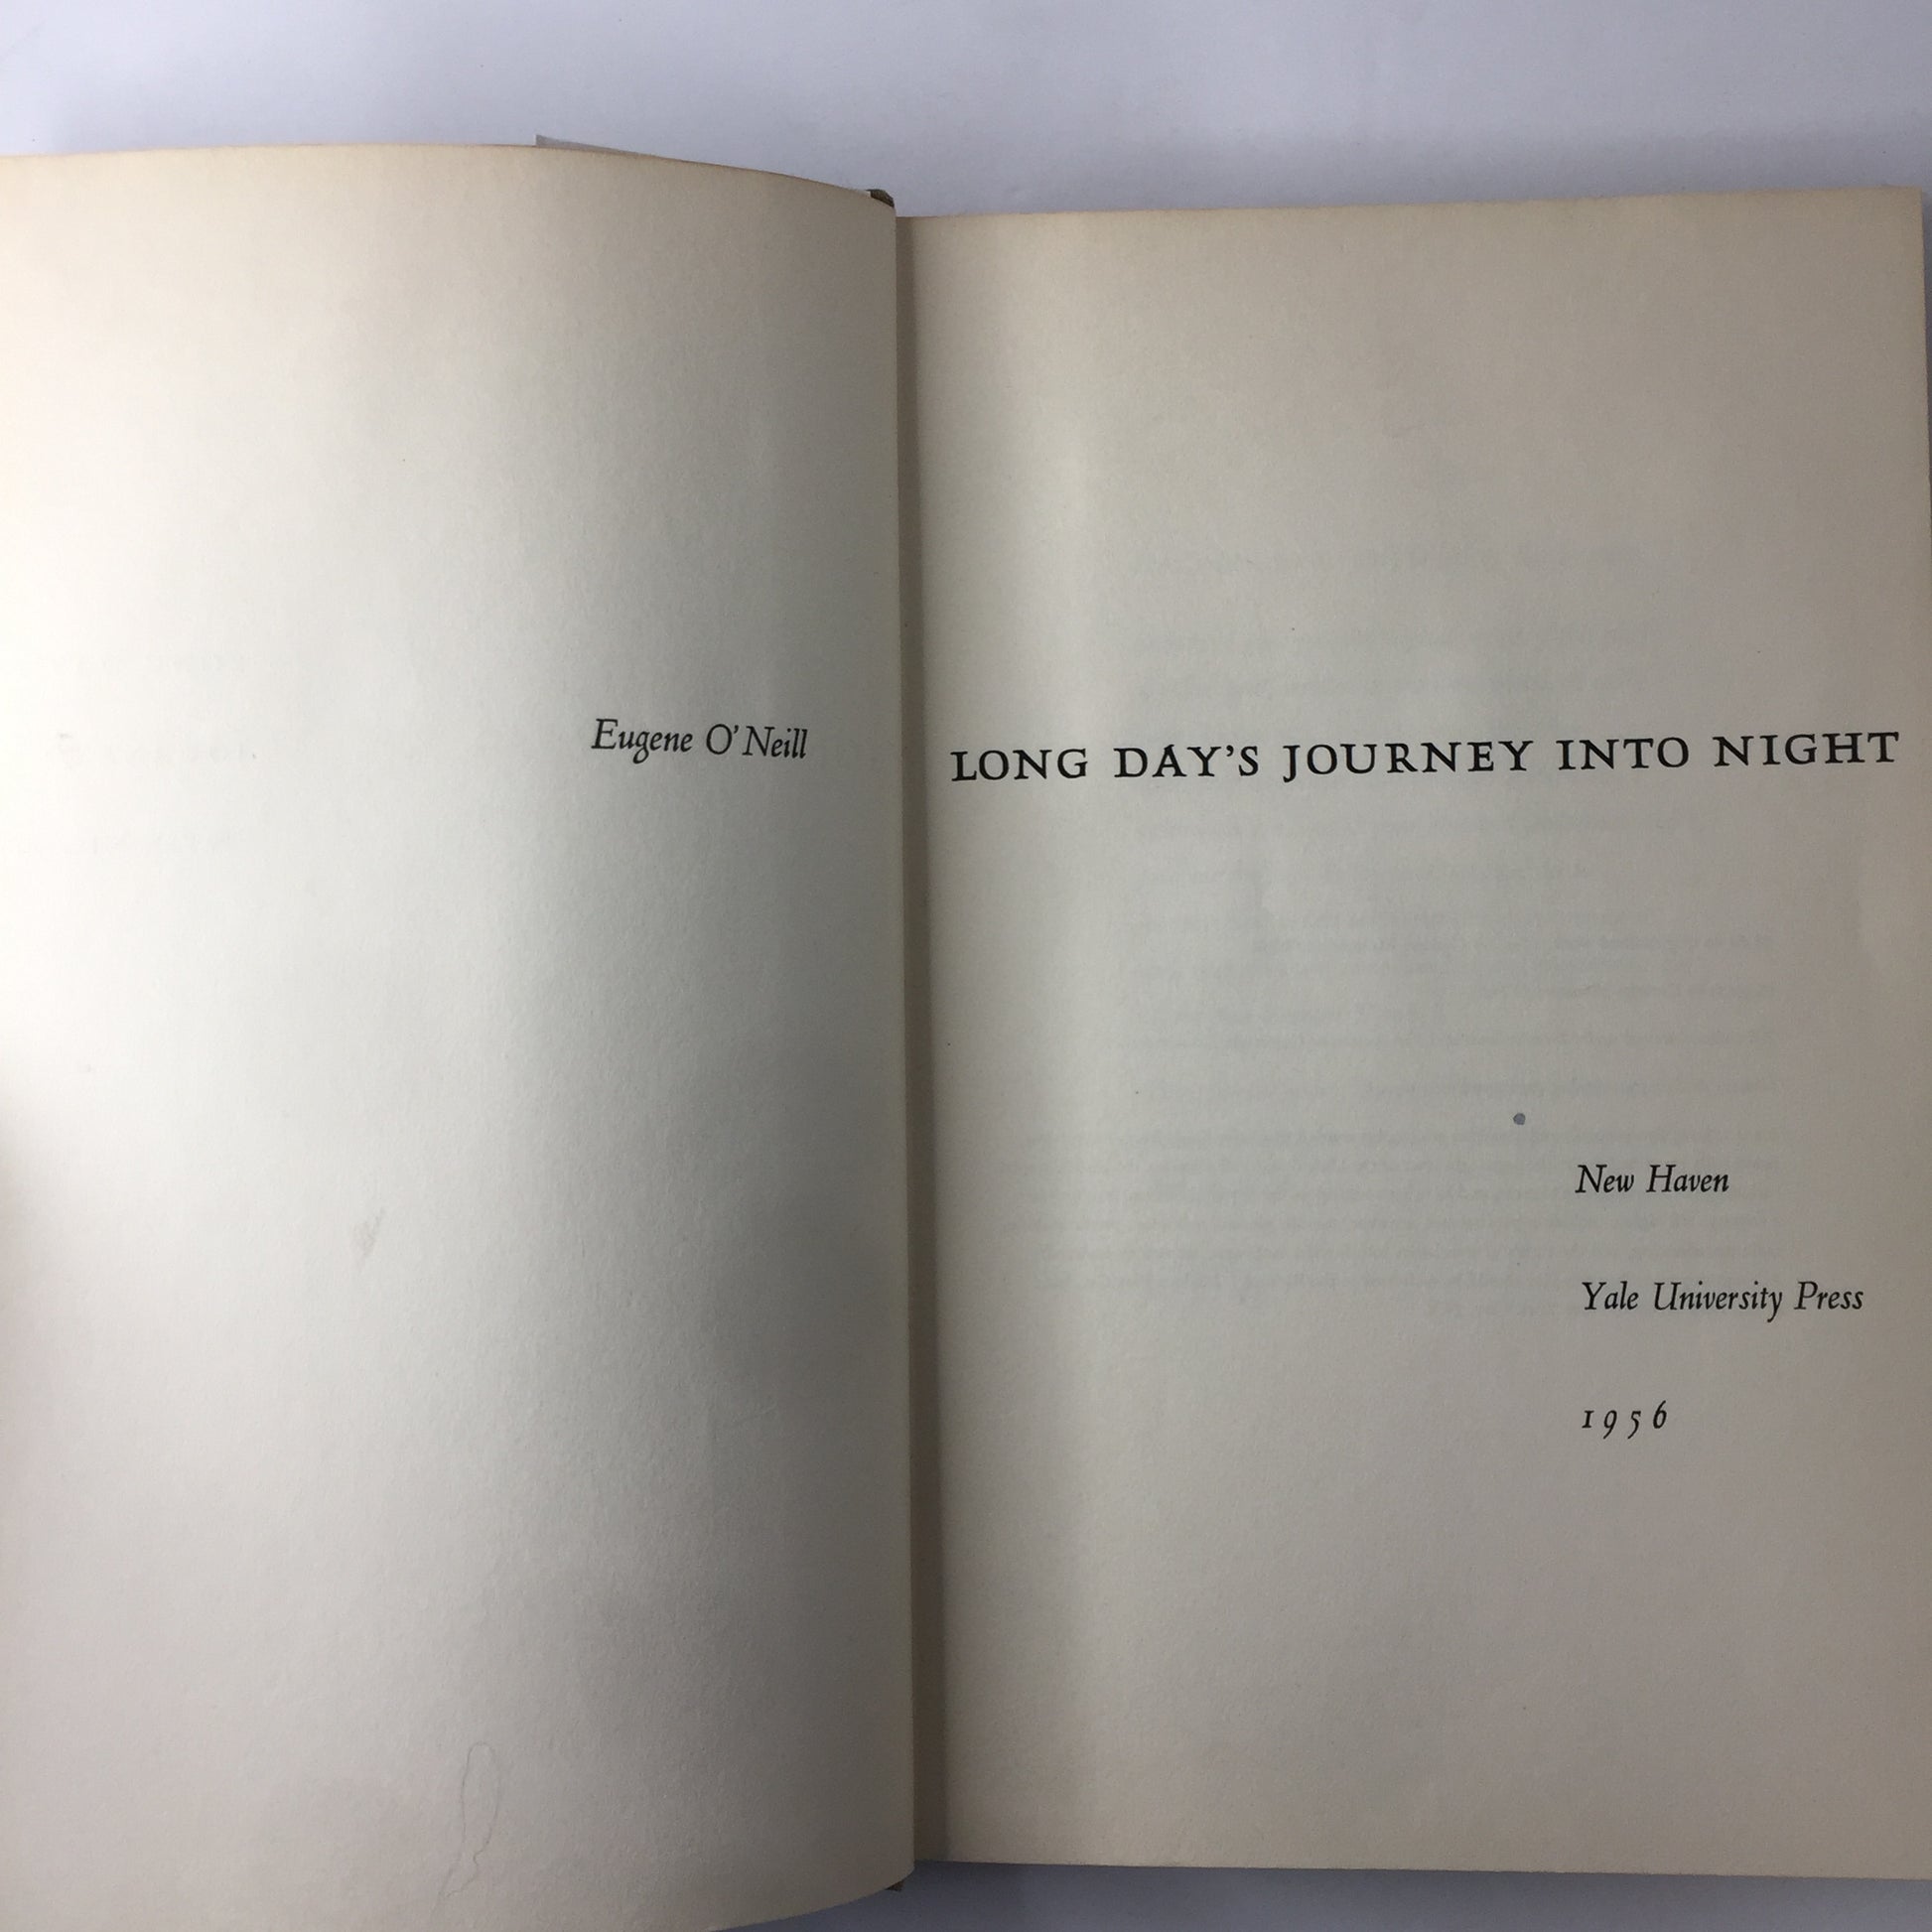 Eugene O'Neill
LONG DAY'S JOURNEY INTO NIGHT
New Haven
Yale University Press
1956